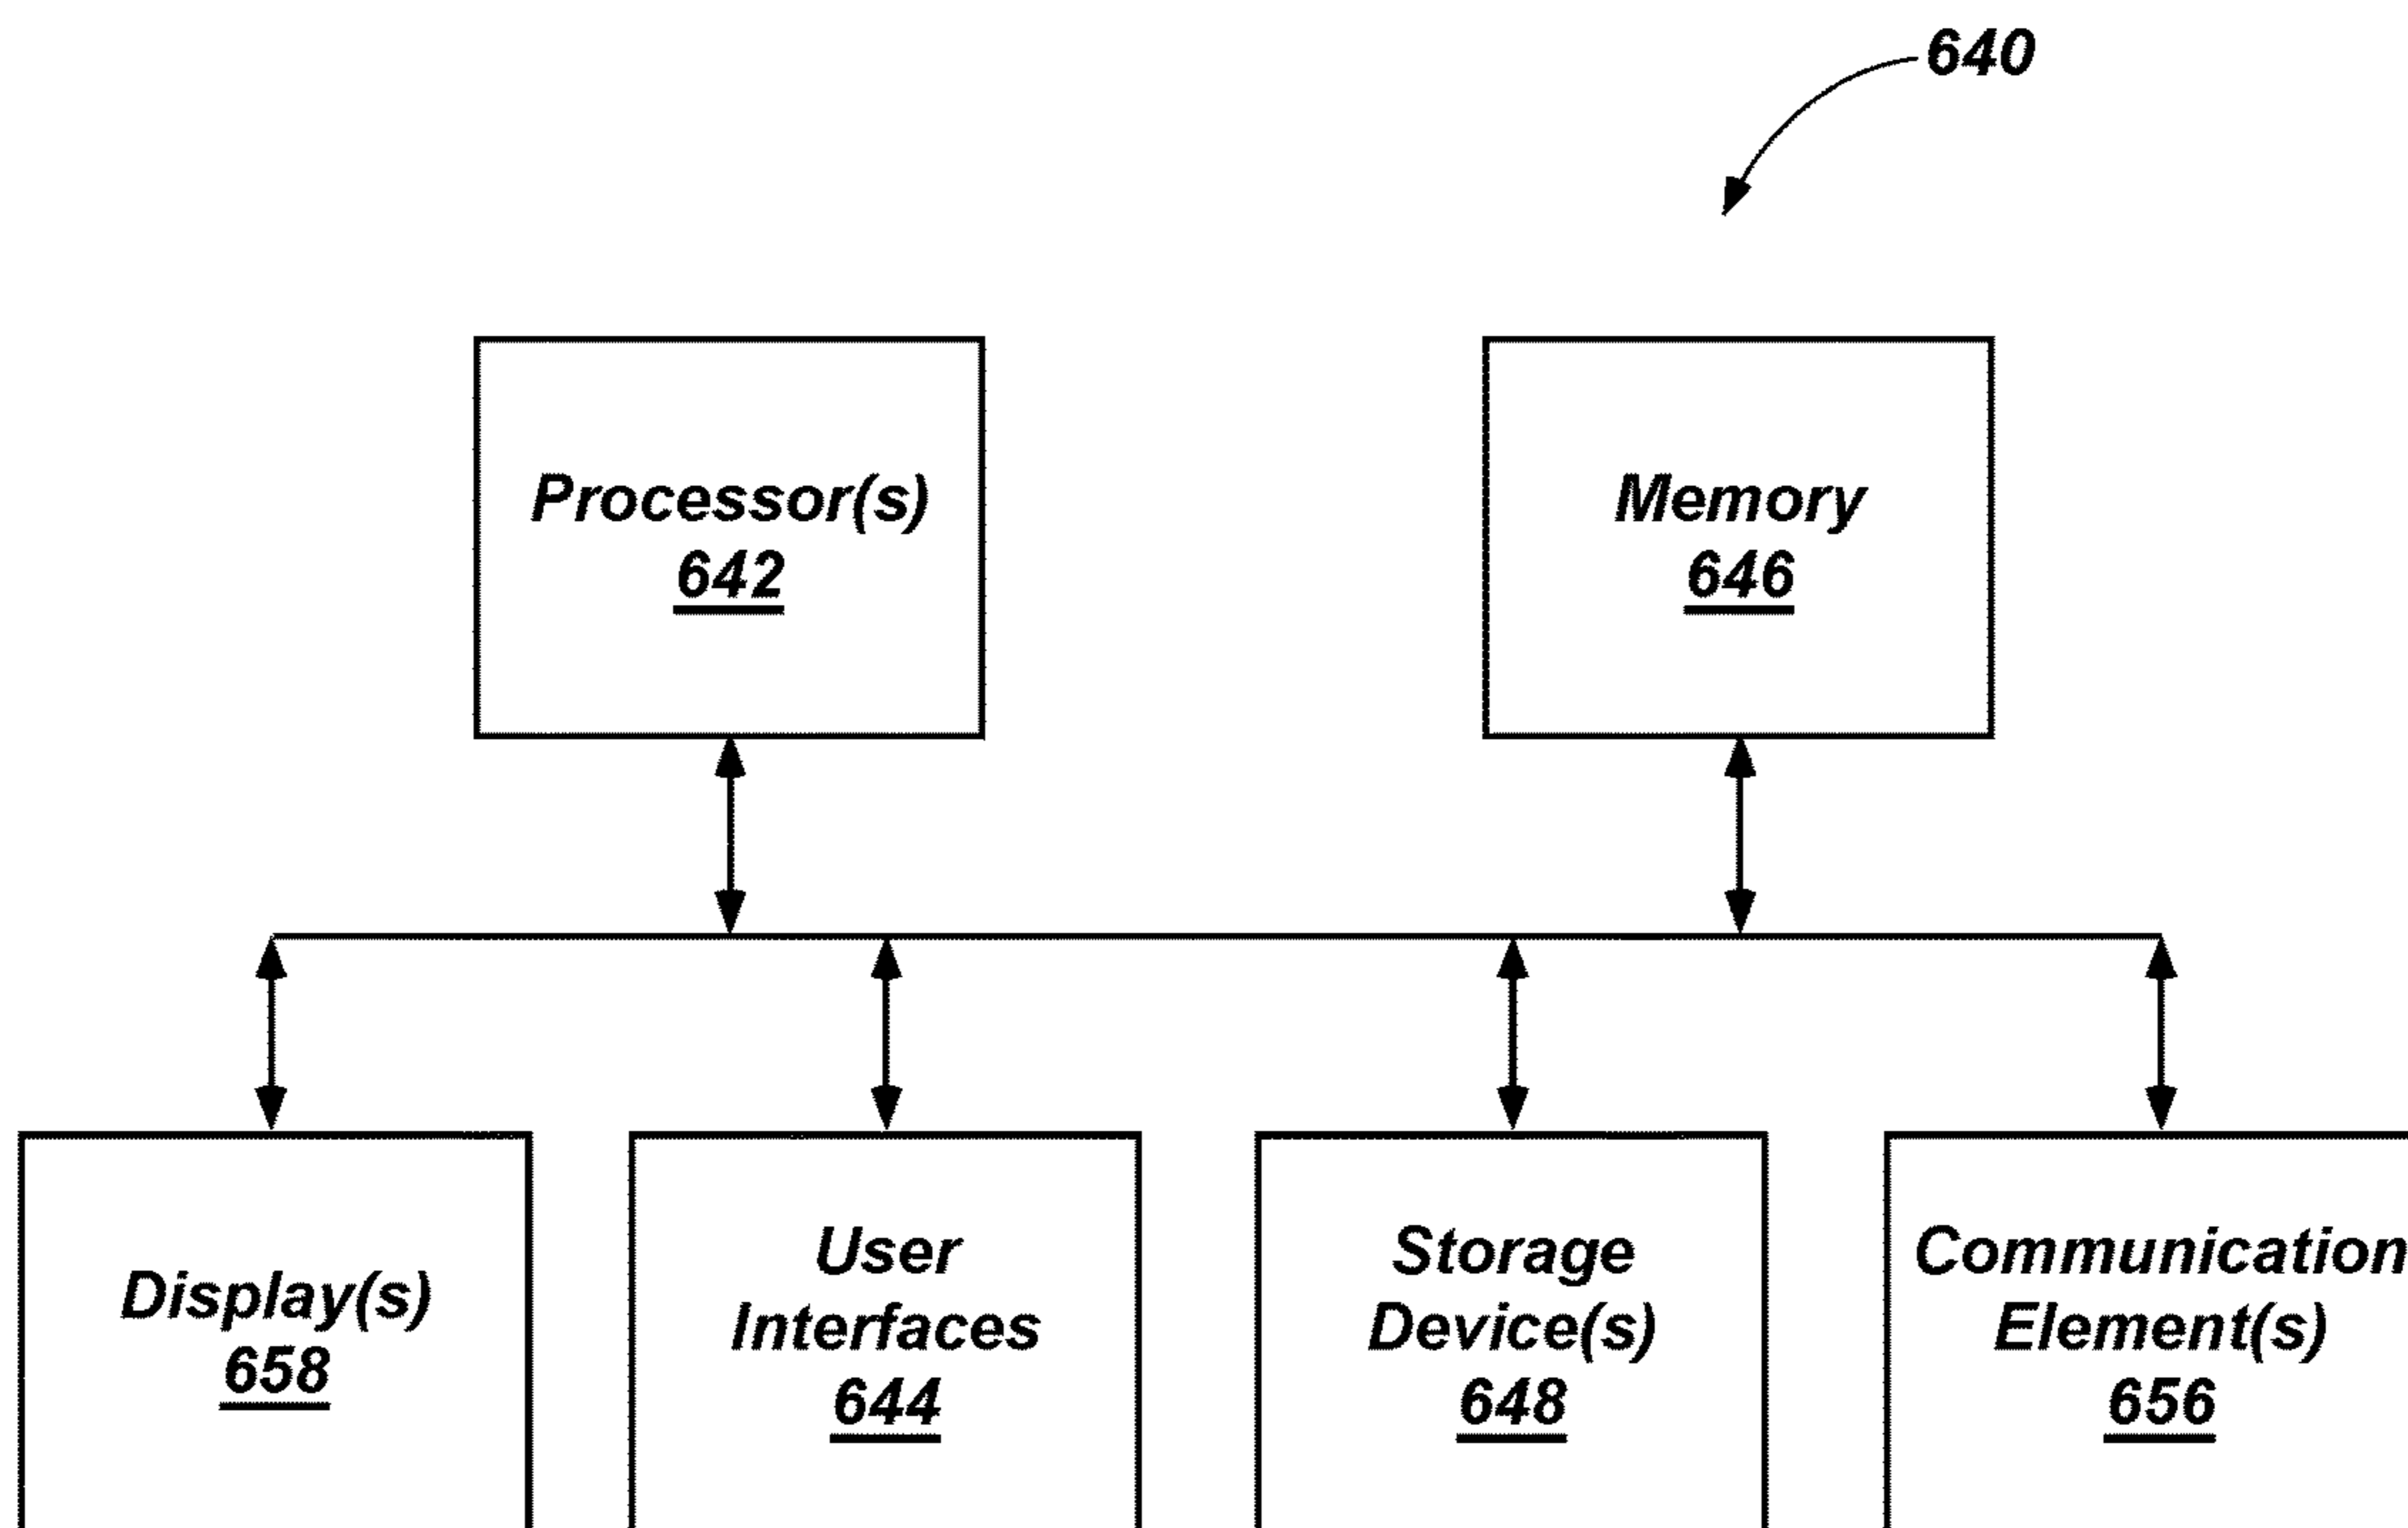 640
Processor(s)
642
Memory
646
Display(s)
658
User
Interfaces
644
Storage
Device(s)
648
Communication
Element(s)
656